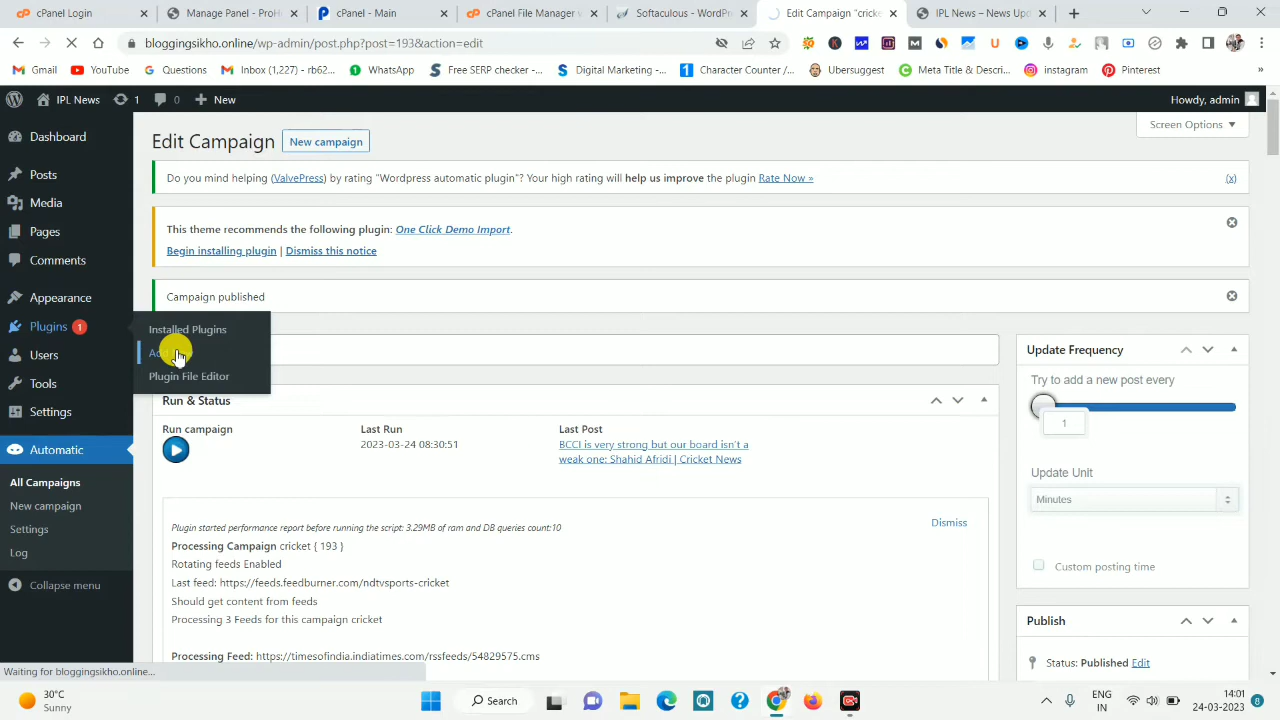 cPanel Login
Manage Panel - ProHi
cPanel - Main
cPanel File Manager v
Softaculous - WordPr
Edit Campaign "cricke
IPL News – News Upd
bloggingsikho.online/wp-admin/post.php?post=193&action=edit
Gmail
YouTube
Questions
Inbox (1,227) - rb62...
WhatsApp
Free SERP checker -...
Digital Marketing -...
Character Counter /...
Ubersuggest
Meta Title & Descri...
instagram
Pinterest
IPL News
1
0
New
Howdy, admin
Dashboard
Posts
Media
Pages
Comments
Appearance
Plugins 1
Users
Tools
Settings
Automatic
All Campaigns
New campaign
Settings
Log
Collapse menu
Installed Plugins
Plugin File Editor
Edit Campaign
New campaign
Screen Options
Do you mind helping (ValvePress) by rating "Wordpress automatic plugin"? Your high rating will help us improve the plugin Rate Now »
(x)
This theme recommends the following plugin: One Click Demo Import.
Begin installing plugin | Dismiss this notice
Campaign published
Run & Status
Run campaign
Last Run
2023-03-24 08:30:51
Last Post
BCCI is very strong but our board isn't a
weak one: Shahid Afridi | Cricket News
Plugin started performance report before running the script: 3.29MB of ram and DB queries count:10
Dismiss
Processing Campaign cricket { 193 }
Rotating feeds Enabled
Last feed: https://feeds.feedburner.com/ndtvsports-cricket
Should get content from feeds
Processing 3 Feeds for this campaign cricket
Processing Feed: https://timesofindia.indiatimes.com/rssfeeds/54829575.cms
Update Frequency
Try to add a new post every
1
Update Unit
Minutes
Custom posting time
Publish
Status: Published Edit
Waiting for bloggingsikho.online...
30°C
Sunny
Search
ENG
IN
14:01
24-03-2023
8